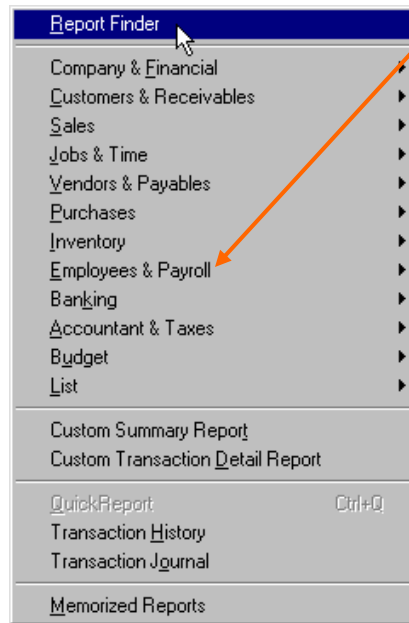 Report Finder
Company & Financial
Customers & Receivables
Sales
Jobs & Time
Vendors & Payables
Purchases
Inventory
Employees & Payroll
Banking
Accountant & Taxes
Budget
List
Custom Summary Report
Custom Transaction Detail Report
QuickReport Ctrl+Q
Transaction History
Transaction Journal
Memorized Reports